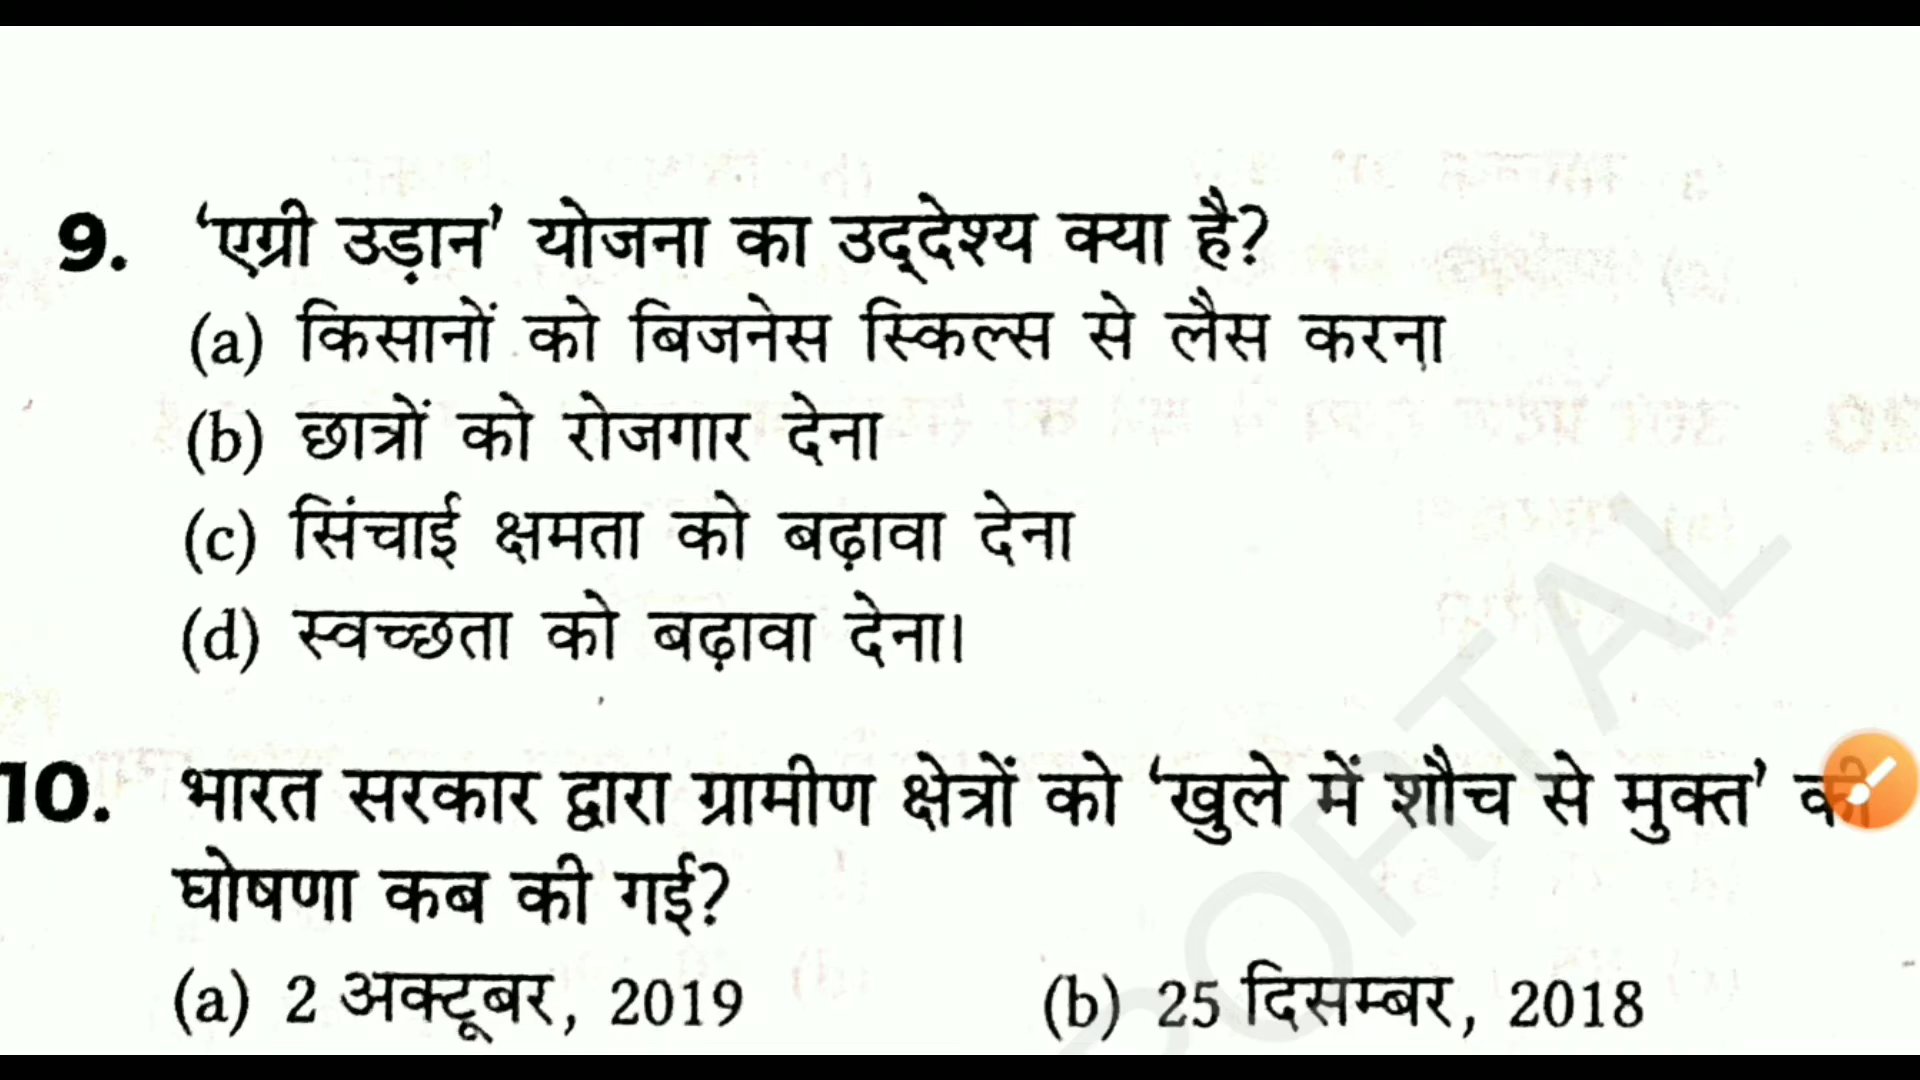 9. 'एग्री उड़ान' योजना का उद्देश्य क्या है?
(a) किसानों को बिजनेस स्किल्स से लैस करना
(b) छात्रों को रोजगार देना
(c) सिंचाई क्षमता को बढ़ावा देना
(d) स्वच्छता को बढ़ावा देना।
10. भारत सरकार द्वारा ग्रामीण क्षेत्रों को 'खुले में शौच से मुक्त' की
घोषणा कब की गई?
(a) 2 अक्टूबर, 2019 (b) 25 दिसम्बर, 2018
PORTAL